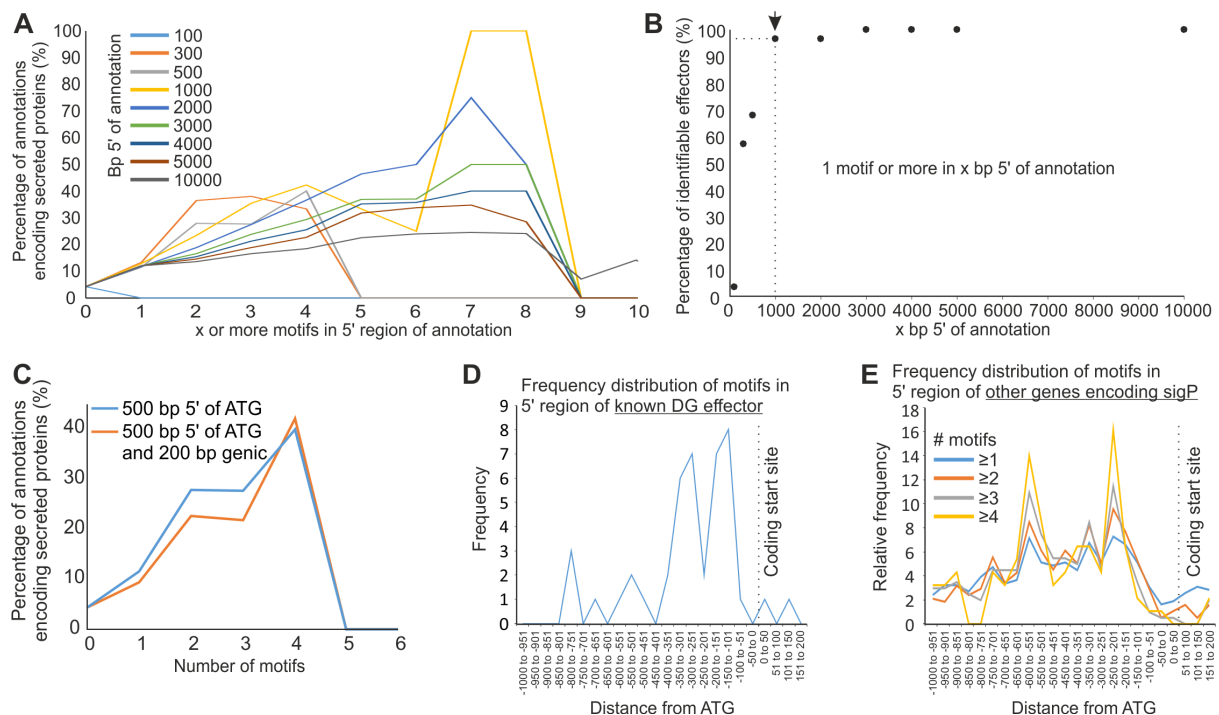 A
Percentage of annotations
encoding secreted proteins (%)
100
90
80
70
60
50
40
30
20
10
0
0 1 2 3 4 5 6 7 8 9 10
x or more motifs in 5' region of annotation
Bp 5' of annotation
100
300
500
1000
2000
3000
4000
5000
10000
B
Percentage of identifiable effectors (%)
100
90
80
70
60
50
40
30
20
10
0
0 1000 2000 3000 4000 5000 6000 7000 8000 9000 10000
x bp 5' of annotation
1 motif or more in x bp 5' of annotation
C
Percentage of annotations
encoding secreted proteins (%)
40
30
20
10
0
0 1 2 3 4 5 6
Number of motifs
500 bp 5' of ATG
500 bp 5' of ATG
and 200 bp genic
D
Frequency distribution of motifs in
5' region of known DG effector
Frequency
9
8
7
6
5
4
3
2
1
0
Coding start site
-1000 to -951
-950 to -901
-900 to -851
-850 to -801
-800 to -751
-750 to -701
-700 to -651
-650 to -601
-600 to -551
-550 to -501
-500 to -451
-450 to -401
-400 to -351
-350 to -301
-300 to -251
-250 to -201
-200 to -151
-150 to -101
-100 to -51
-50 to 0
0 to 50
51 to 100
101 to 150
151 to 200
Distance from ATG
E
Frequency distribution of motifs in
5' region of other genes encoding sigP
Relative frequency
18
16
14
12
10
8
6
4
2
0
# motifs
≥1
≥2
≥3
≥4
Coding start site
-1000 to -951
-950 to -901
-900 to -851
-850 to -801
-800 to -751
-750 to -701
-700 to -651
-650 to -601
-600 to -551
-550 to -501
-500 to -451
-450 to -401
-400 to -351
-350 to -301
-300 to -251
-250 to -201
-200 to -151
-150 to -101
-100 to -51
-50 to 0
0 to 50
51 to 100
101 to 150
151 to 200
Distance from ATG